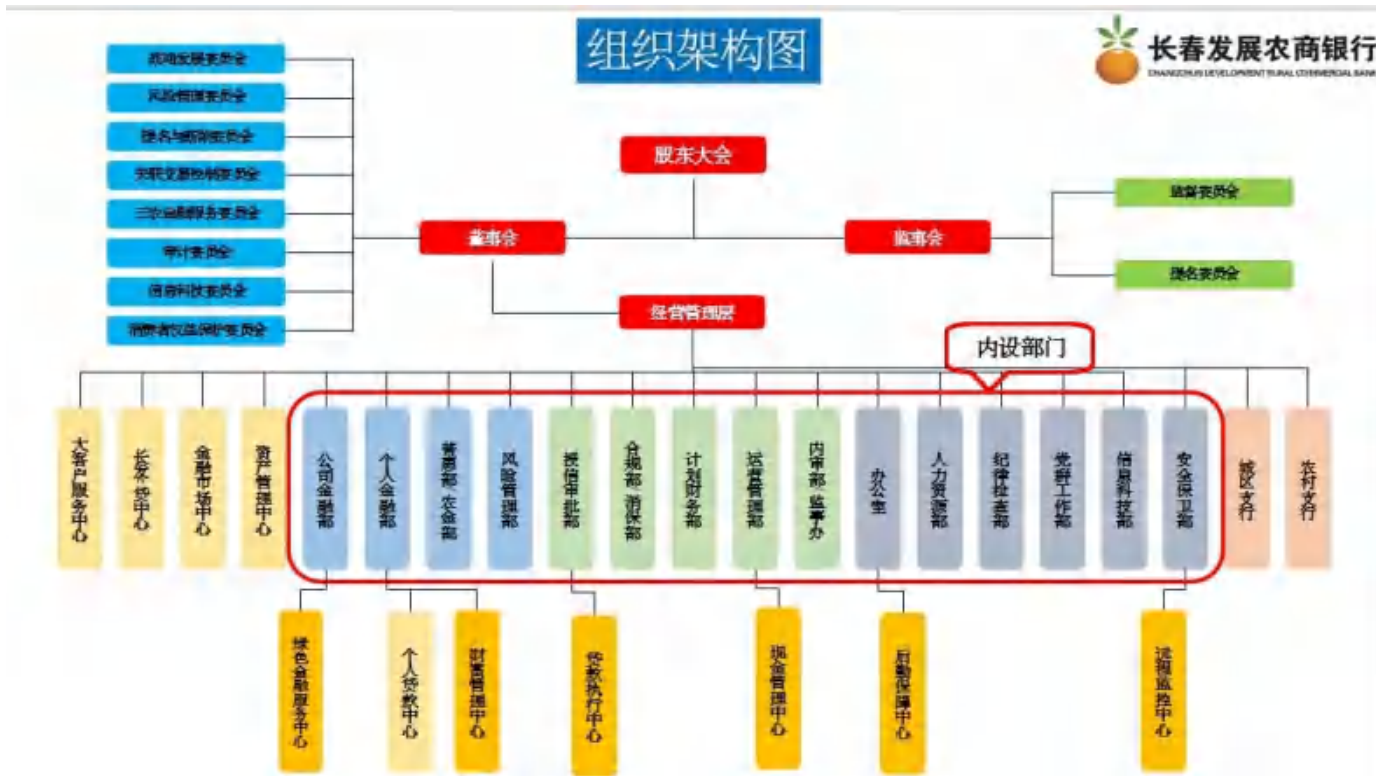 组织架构图
长春发展农商银行
CHANGCHUN DEVELOPMENT RURAL COMMERCIAL BANK
战略发展委员会
风险管理委员会
提名与薪酬委员会
关联交易控制委员会
三农金融服务委员会
审计委员会
信息科技委员会
消费者权益保护委员会
股东大会
董事会
监事会
监督委员会
提名委员会
经营管理层
内设部门
大客户服务中心
长发e贷中心
金融市场中心
资产管理中心
公司金融部
个人金融部
普惠部、农金部
风险管理部
授信审批部
合规部、消保部
计划财务部
运营管理部
内审部、监事办
办公室
人力资源部
纪律检查部
党群工作部
信息科技部
安全保卫部
城区支行
农村支行
绿色金融服务中心
个人贷款中心
财富管理中心
贷款执行中心
现金管理中心
后勤保障中心
远程监控中心